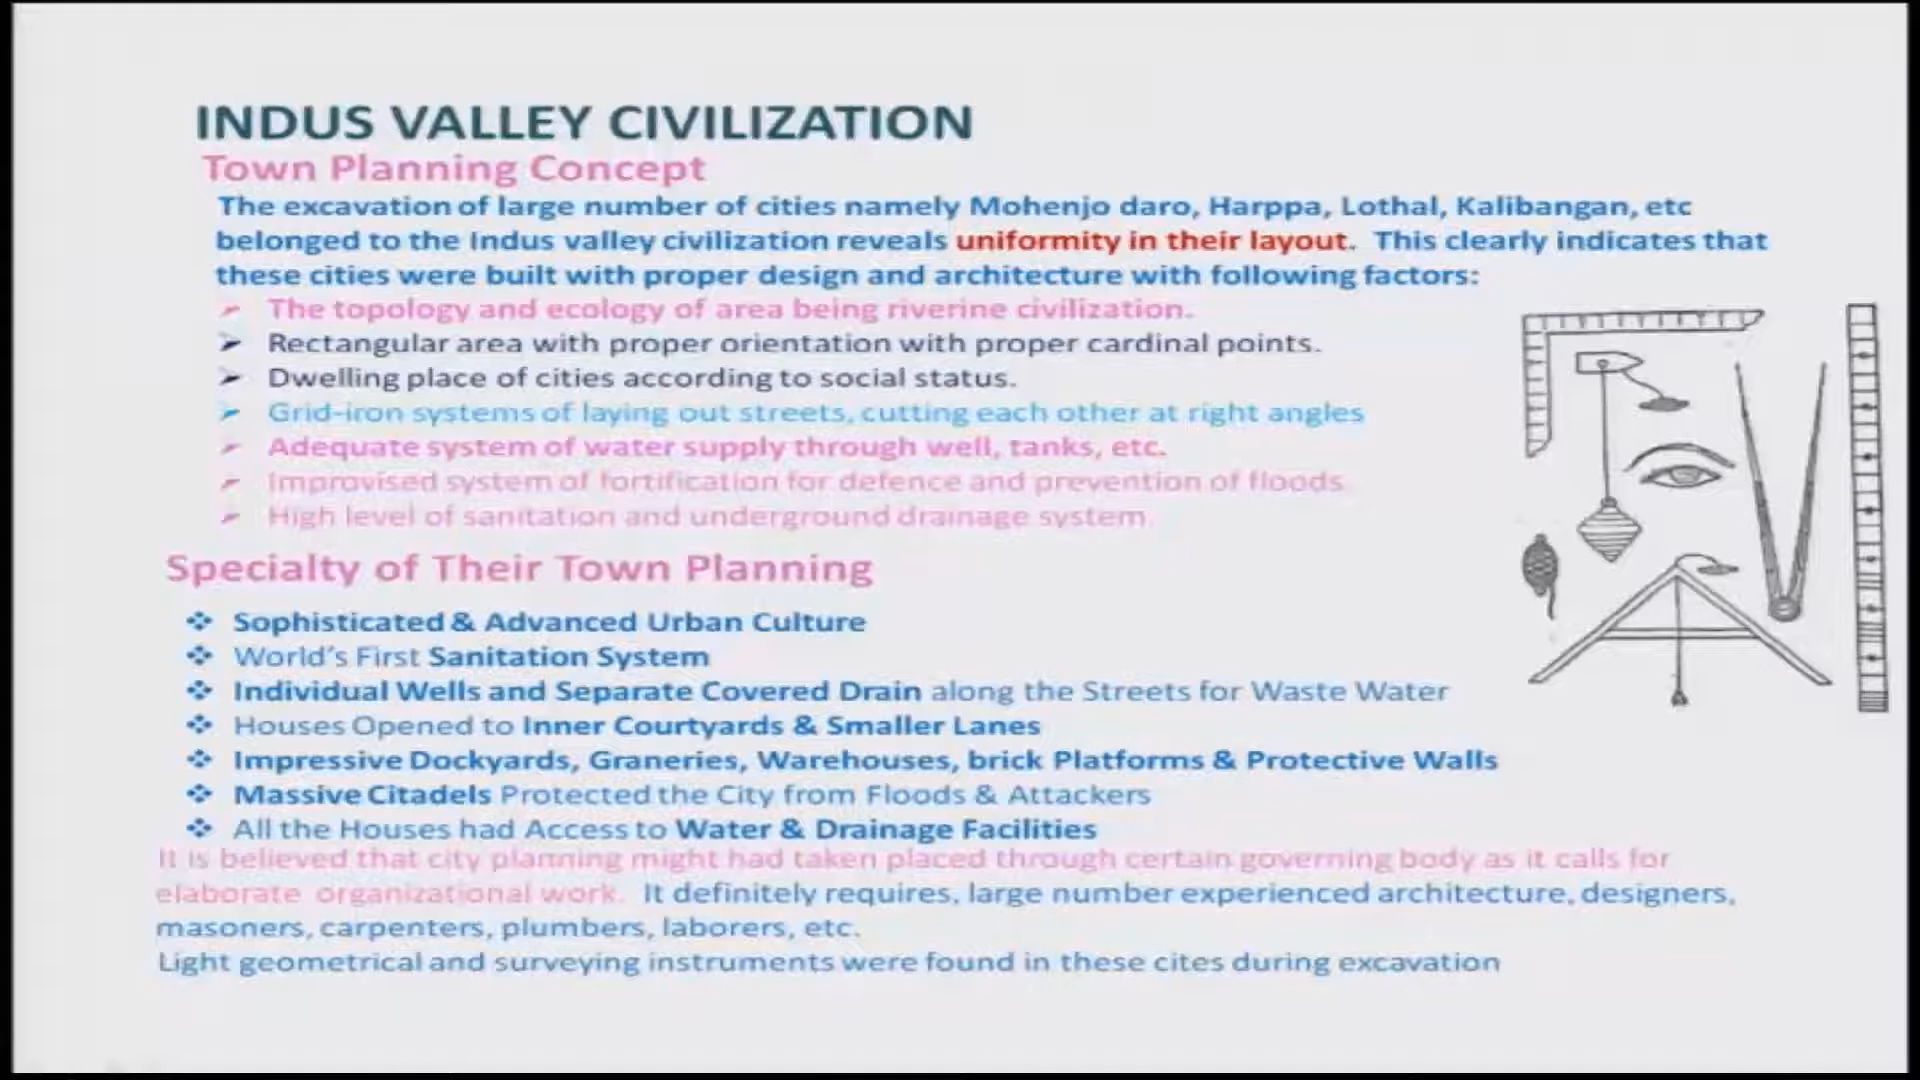 INDUS VALLEY CIVILIZATION
Town Planning Concept
The excavation of large number of cities namely Mohenjo daro, Harppa, Lothal, Kalibangan, etc
belonged to the Indus valley civilization reveals uniformity in their layout. This clearly indicates that
these cities were built with proper design and architecture with following factors:
The topology and ecology of area being riverine civilization.
Rectangular area with proper orientation with proper cardinal points.
Dwelling place of cities according to social status.
Grid-iron systems of laying out streets, cutting each other at right angles
Adequate system of water supply through well, tanks, etc.
Improvised system of fortification for defence and prevention of floods.
High level of sanitation and underground drainage system.
Specialty of Their Town Planning
Sophisticated & Advanced Urban Culture
World's First Sanitation System
Individual Wells and Separate Covered Drain along the Streets for Waste Water
Houses Opened to Inner Courtyards & Smaller Lanes
Impressive Dockyards, Graneries, Warehouses, brick Platforms & Protective Walls
Massive Citadels Protected the City from Floods & Attackers
All the Houses had Access to Water & Drainage Facilities
It is believed that city planning might had taken placed through certain governing body as it calls for
elaborate organizational work. It definitely requires, large number experienced architecture, designers,
masoners, carpenters, plumbers, laborers, etc.
Light geometrical and surveying instruments were found in these cites during excavation